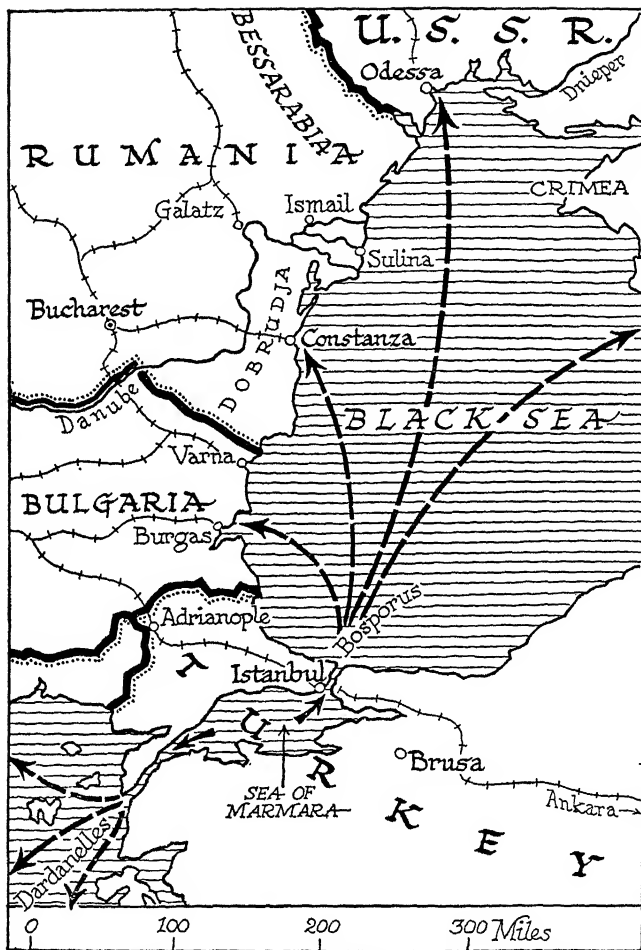 U. S. S. R.
Odessa
Dnieper
BESSARABIA
RUMANIA
CRIMEA
Galatz
Ismail
Sulina
Bucharest
DOBRUDJA
Constanza
Danube
BLACK SEA
Varna
BULGARIA
Burgas
Bosporus
Adrianople
Istanbul
TURKEY
Brusa
SEA OF
MARMARA
Ankara
Dardanelles
0 100 200 300 Miles